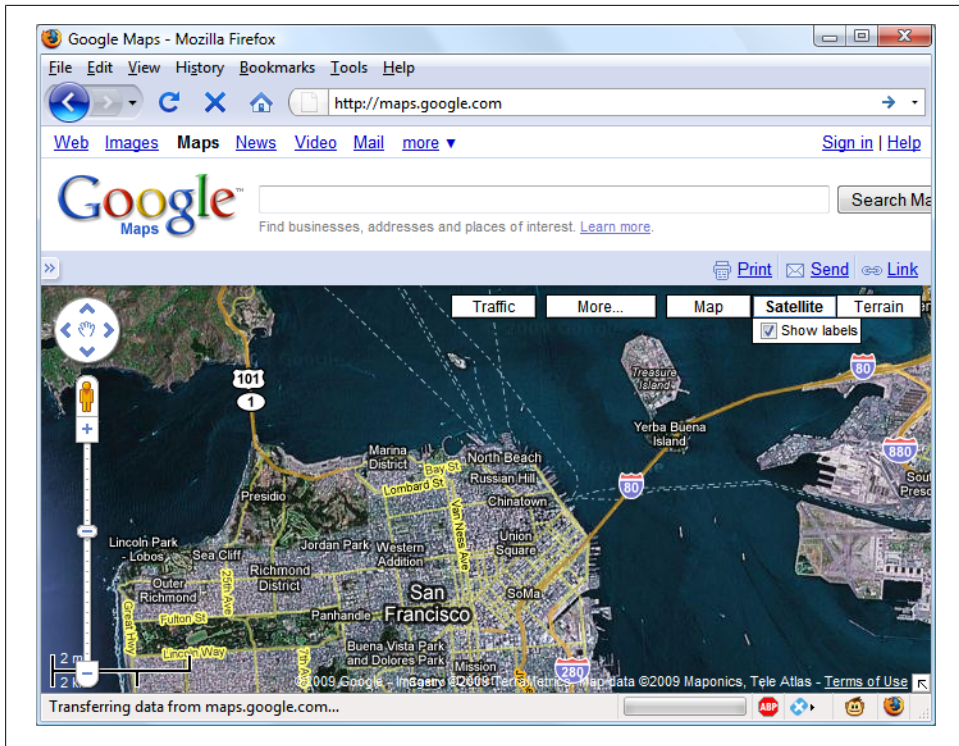 Google Maps - Mozilla Firefox
File Edit View History Bookmarks Tools Help
http://maps.google.com
Web Images Maps News Video Mail more ▼ Sign in | Help
Google™ Maps
Search Ma
Find businesses, addresses and places of interest. Learn more.
» Print Send Link
Traffic More... Map Satellite Terrain
Show labels
101
1
80
Treasure Island
Yerba Buena Island
880
80
Marina District
North Beach
Bay St
Russian Hill
Lombard St
Presidio
Chinatown
Van Ness Ave
Lincoln Park - Lobos
Sea Cliff
Jordan Park
Western Addition
Union Square
Richmond District
Outer Richmond
25th Ave
San Francisco
SoMa
Great Hwy
Fulton St
Panhandle
Lincoln Way
7th Av
Buena Vista Park and Dolores Park
Mission
280
2 m
2 k
©2009 Google - Imagery ©2009 TerraMetrics, Map data ©2009 Maponics, Tele Atlas - Terms of Use
Transferring data from maps.google.com...
ABP